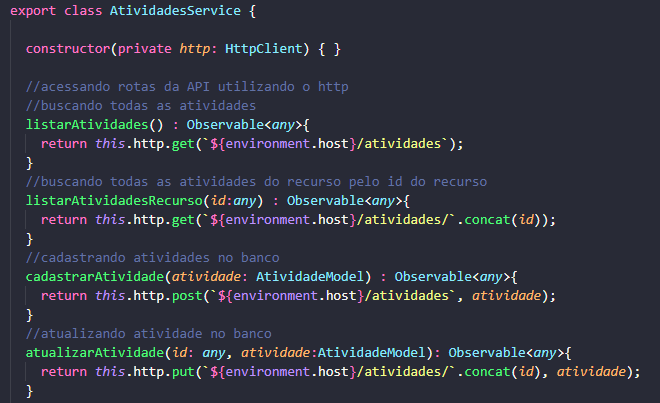 export class AtividadesService {
constructor(private http: HttpClient) { }
//acessando rotas da API utilizando o http
//buscando todas as atividades
listarAtividades() : Observable<any>{
return this.http.get(`${environment.host}/atividades`);
}
//buscando todas as atividades do recurso pelo id do recurso
listarAtividadesRecurso(id:any) : Observable<any>{
return this.http.get(`${environment.host}/atividades/`.concat(id));
}
//cadastrando atividades no banco
cadastrarAtividade(atividade: AtividadeModel) : Observable<any>{
return this.http.post(`${environment.host}/atividades`, atividade);
}
//atualizando atividade no banco
atualizarAtividade(id: any, atividade:AtividadeModel): Observable<any>{
return this.http.put(`${environment.host}/atividades/`.concat(id), atividade);
}